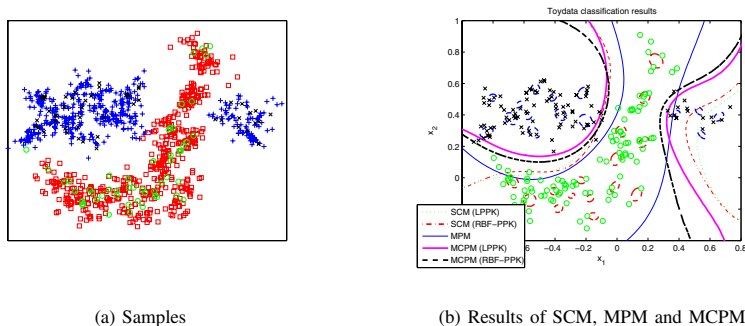 Toydata classification results
1
0.8
0.6
0.4
0.2
0
x2
SCM (LPPK)
SCM (RBF−PPK)
MPM
MCPM (LPPK)
MCPM (RBF−PPK)
−0.4 −0.2 0 0.2 0.4 0.6 0.8
x1
(a) Samples
(b) Results of SCM, MPM and MCPM